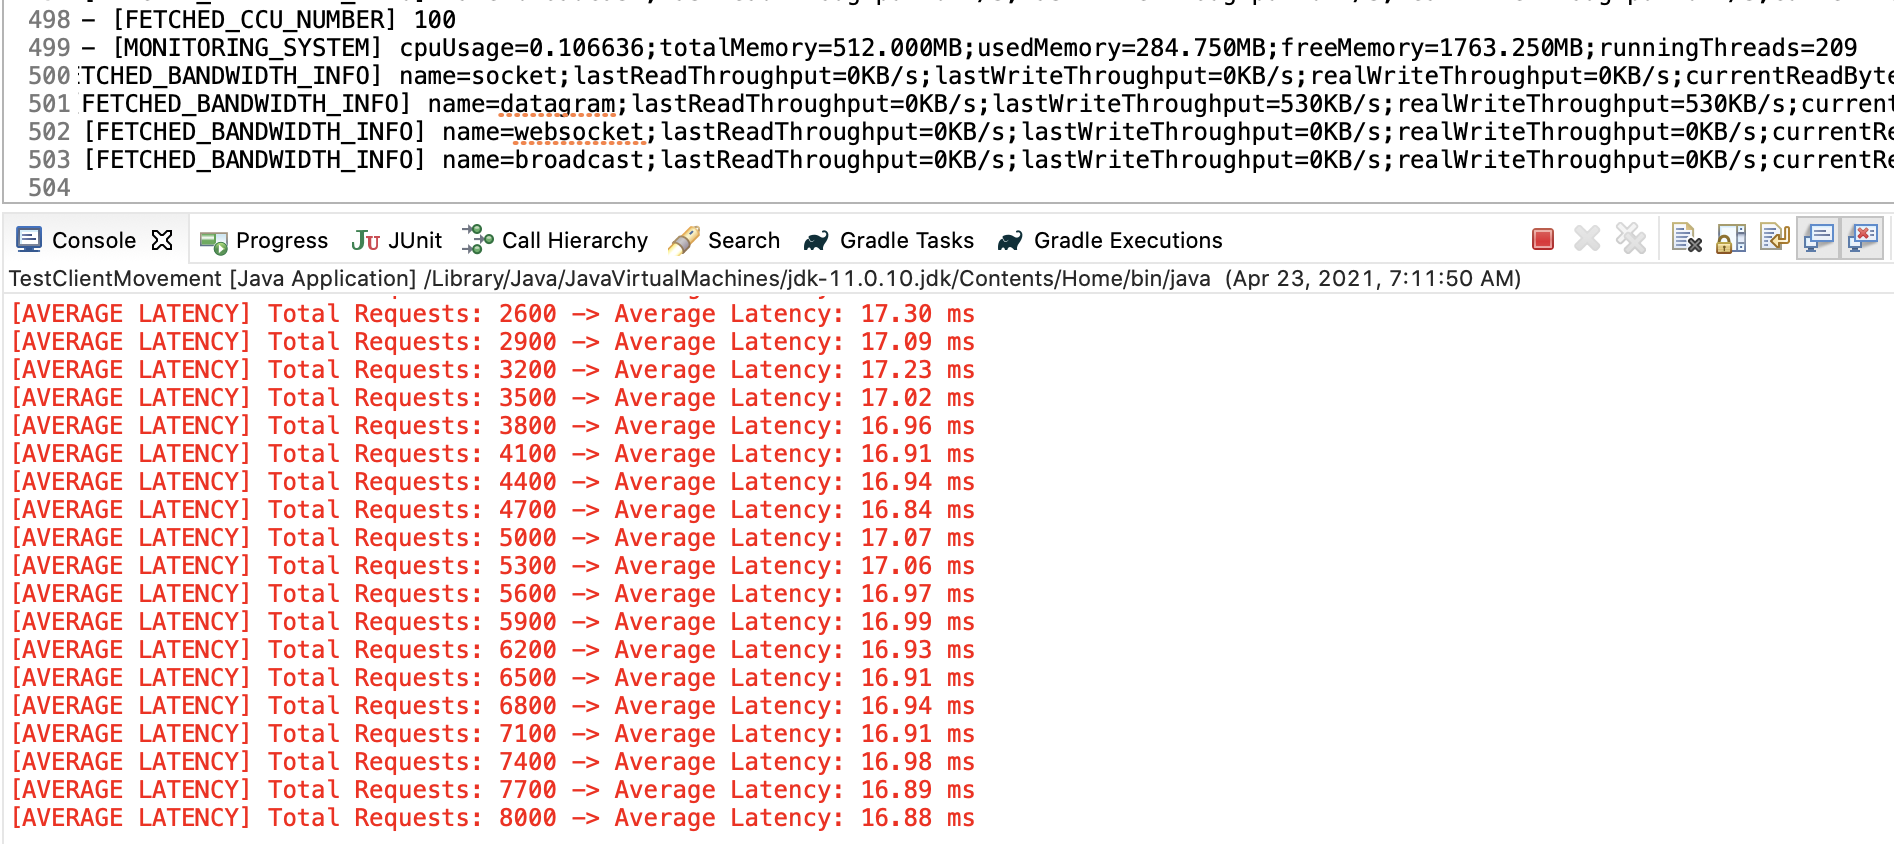 498 - [FETCHED_CCU_NUMBER] 100
499 - [MONITORING_SYSTEM] cpuUsage=0.106636;totalMemory=512.000MB;usedMemory=284.750MB;freeMemory=1763.250MB;runningThreads=209
500 TCHED_BANDWIDTH_INFO] name=socket;lastReadThroughput=0KB/s;lastWriteThroughput=0KB/s;realWriteThroughput=0KB/s;currentReadByte
501 FETCHED_BANDWIDTH_INFO] name=datagram;lastReadThroughput=0KB/s;lastWriteThroughput=530KB/s;realWriteThroughput=530KB/s;current
502 [FETCHED_BANDWIDTH_INFO] name=websocket;lastReadThroughput=0KB/s;lastWriteThroughput=0KB/s;realWriteThroughput=0KB/s;currentRe
503 [FETCHED_BANDWIDTH_INFO] name=broadcast;lastReadThroughput=0KB/s;lastWriteThroughput=0KB/s;realWriteThroughput=0KB/s;currentRe
504
Console Progress JUnit Call Hierarchy Search Gradle Tasks Gradle Executions
TestClientMovement [Java Application] /Library/Java/JavaVirtualMachines/jdk-11.0.10.jdk/Contents/Home/bin/java (Apr 23, 2021, 7:11:50 AM)
[AVERAGE LATENCY] Total Requests: 2600 -> Average Latency: 17.30 ms
[AVERAGE LATENCY] Total Requests: 2900 -> Average Latency: 17.09 ms
[AVERAGE LATENCY] Total Requests: 3200 -> Average Latency: 17.23 ms
[AVERAGE LATENCY] Total Requests: 3500 -> Average Latency: 17.02 ms
[AVERAGE LATENCY] Total Requests: 3800 -> Average Latency: 16.96 ms
[AVERAGE LATENCY] Total Requests: 4100 -> Average Latency: 16.91 ms
[AVERAGE LATENCY] Total Requests: 4400 -> Average Latency: 16.94 ms
[AVERAGE LATENCY] Total Requests: 4700 -> Average Latency: 16.84 ms
[AVERAGE LATENCY] Total Requests: 5000 -> Average Latency: 17.07 ms
[AVERAGE LATENCY] Total Requests: 5300 -> Average Latency: 17.06 ms
[AVERAGE LATENCY] Total Requests: 5600 -> Average Latency: 16.97 ms
[AVERAGE LATENCY] Total Requests: 5900 -> Average Latency: 16.99 ms
[AVERAGE LATENCY] Total Requests: 6200 -> Average Latency: 16.93 ms
[AVERAGE LATENCY] Total Requests: 6500 -> Average Latency: 16.91 ms
[AVERAGE LATENCY] Total Requests: 6800 -> Average Latency: 16.94 ms
[AVERAGE LATENCY] Total Requests: 7100 -> Average Latency: 16.91 ms
[AVERAGE LATENCY] Total Requests: 7400 -> Average Latency: 16.98 ms
[AVERAGE LATENCY] Total Requests: 7700 -> Average Latency: 16.89 ms
[AVERAGE LATENCY] Total Requests: 8000 -> Average Latency: 16.88 ms